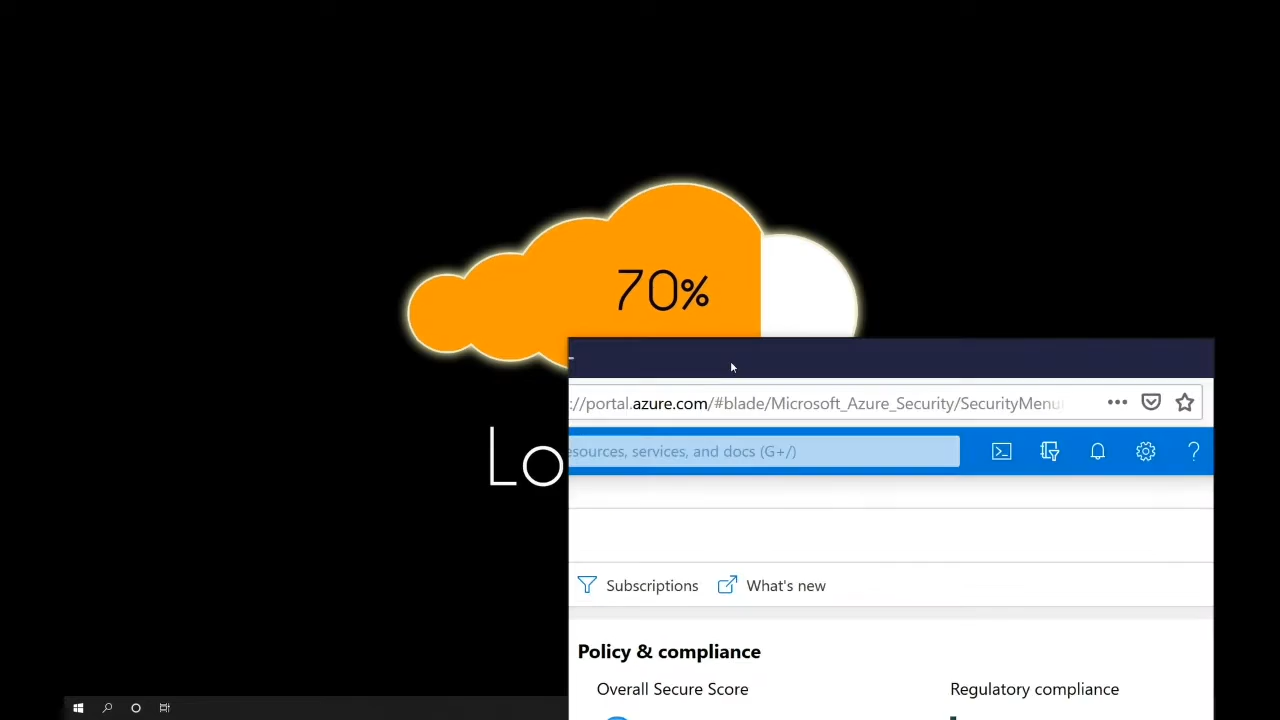 70%
Lo
://portal.azure.com/#blade/Microsoft_Azure_Security/SecurityMenu
esources, services, and docs (G+/)
Subscriptions
What's new
Policy & compliance
Overall Secure Score
Regulatory compliance